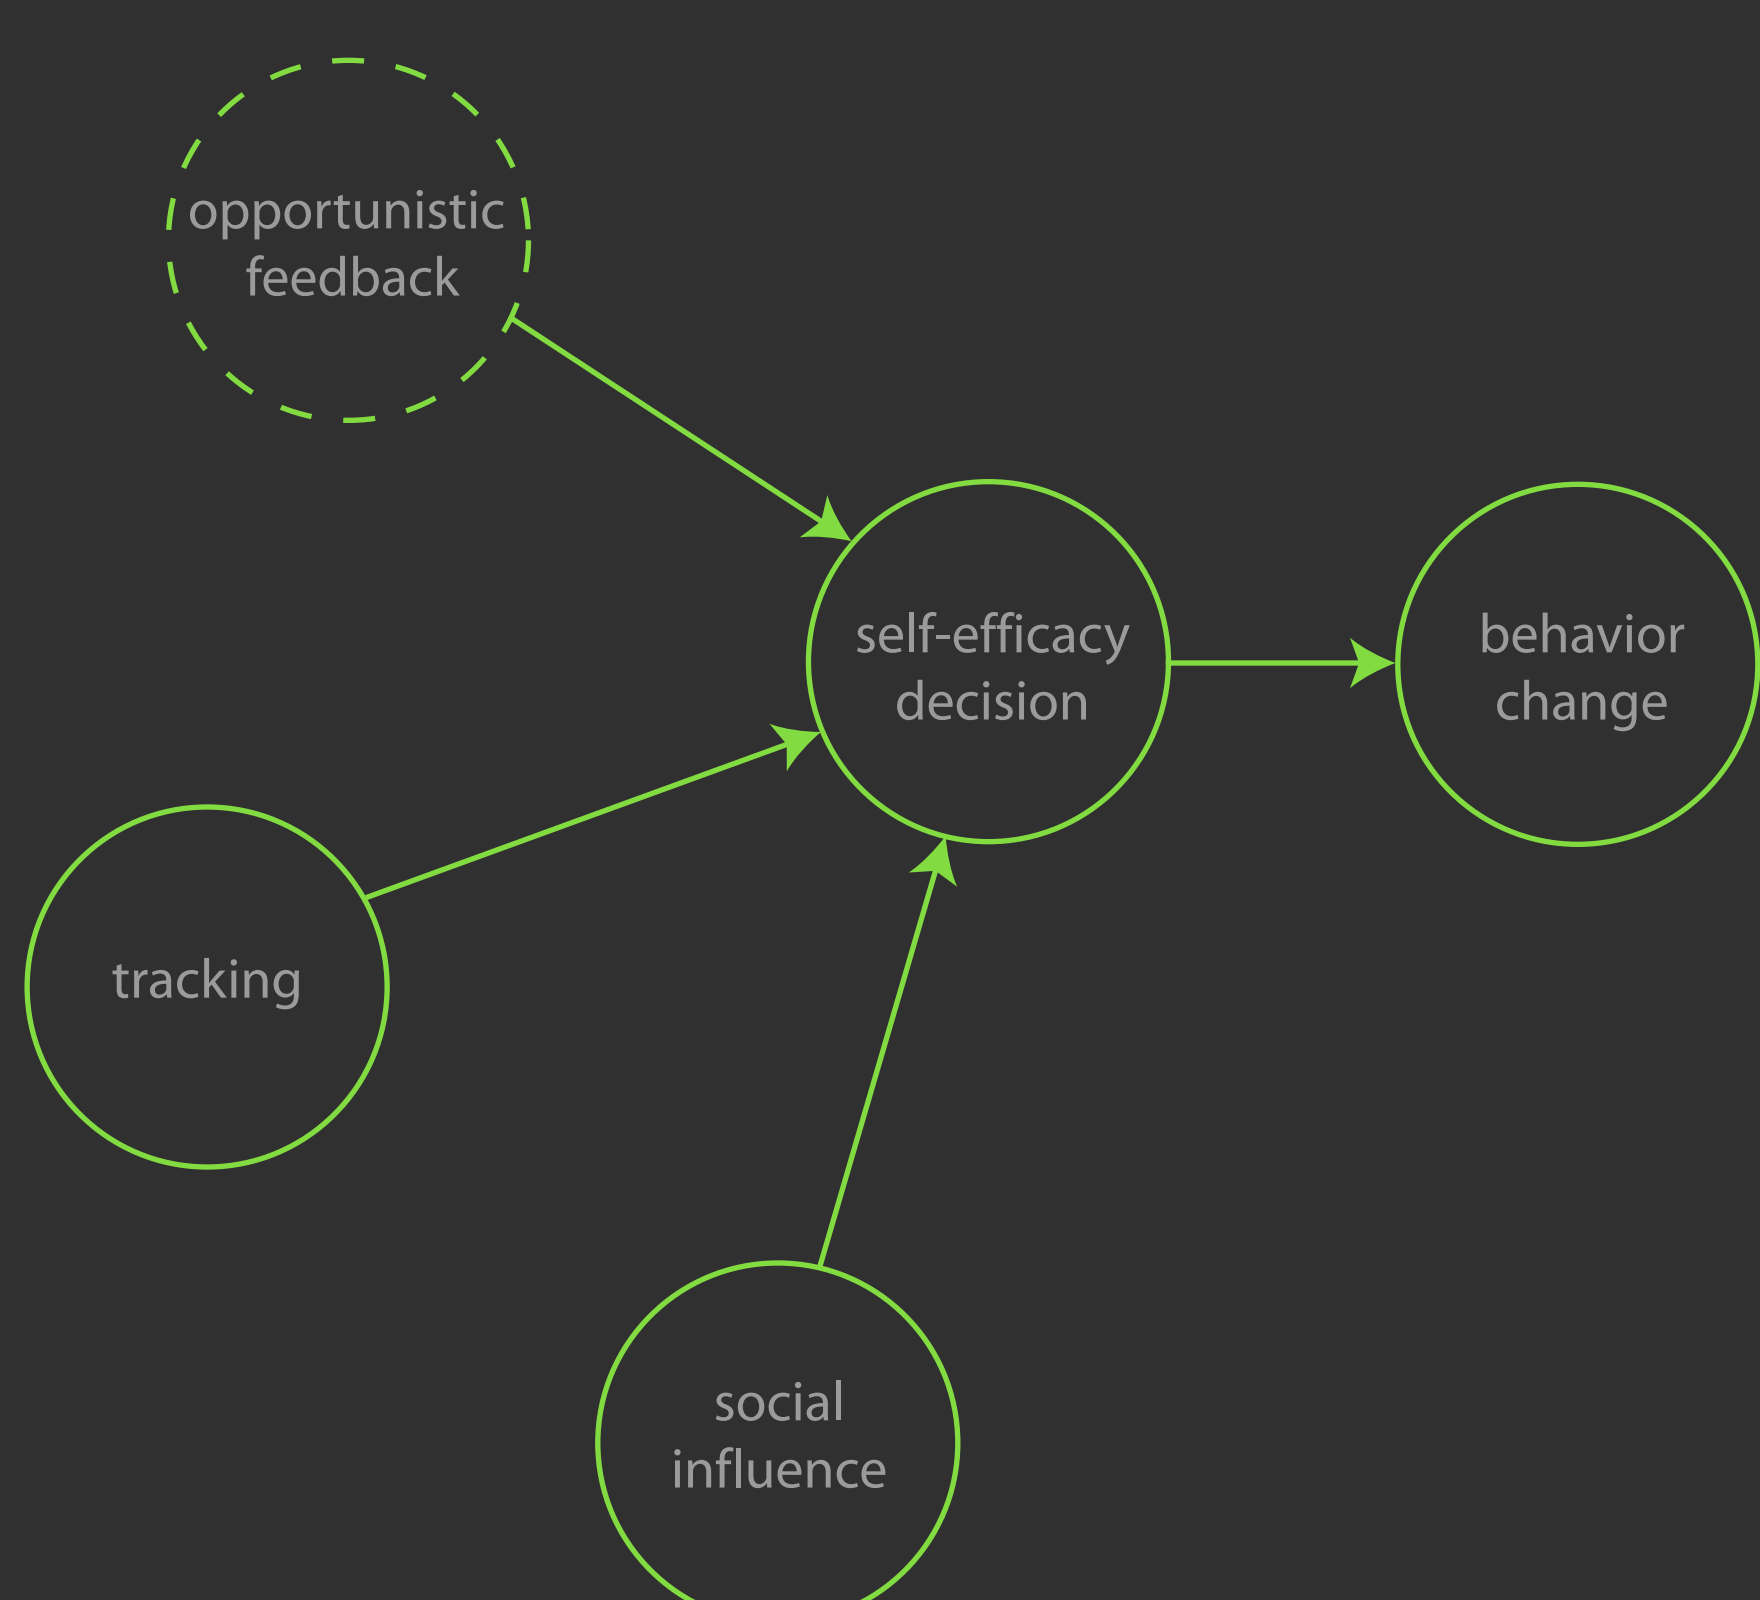 opportunistic
feedback
self-efficacy
decision
behavior
change
tracking
social
influence